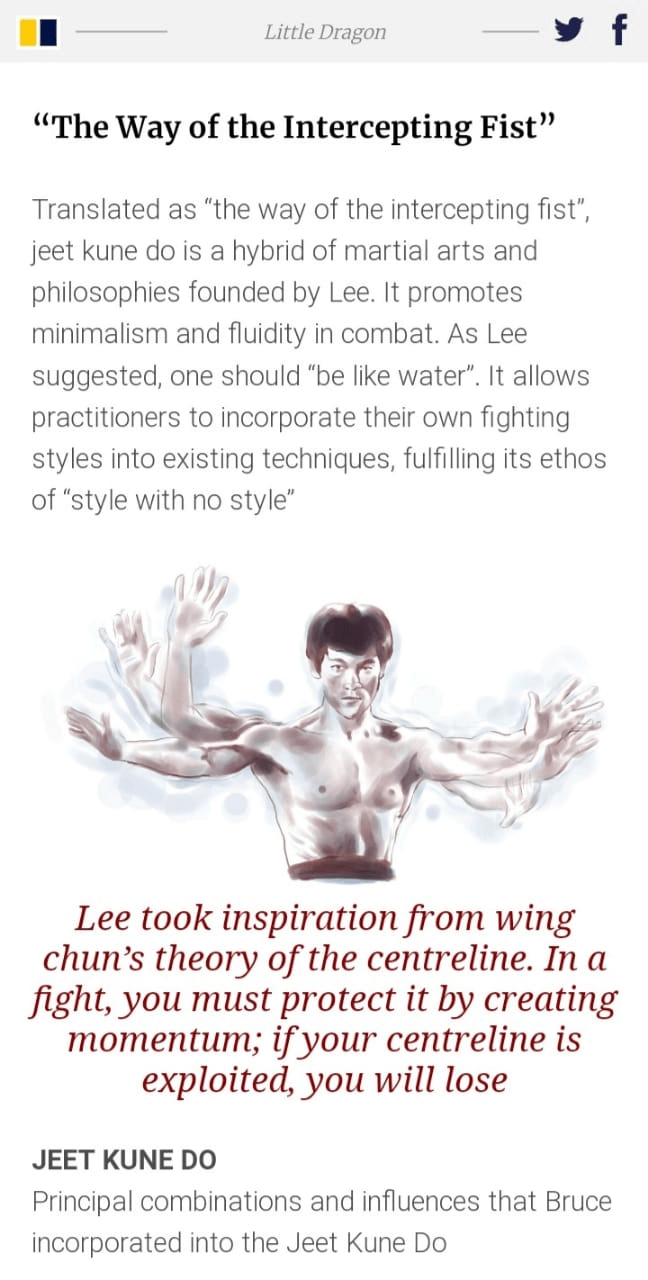 Little Dragon
“The Way of the Intercepting Fist”
Translated as “the way of the intercepting fist”,
jeet kune do is a hybrid of martial arts and
philosophies founded by Lee. It promotes
minimalism and fluidity in combat. As Lee
suggested, one should “be like water”. It allows
practitioners to incorporate their own fighting
styles into existing techniques, fulfilling its ethos
of “style with no style”
Lee took inspiration from wing
chun’s theory of the centreline. In a
fight, you must protect it by creating
momentum; if your centreline is
exploited, you will lose
JEET KUNE DO
Principal combinations and influences that Bruce
incorporated into the Jeet Kune Do